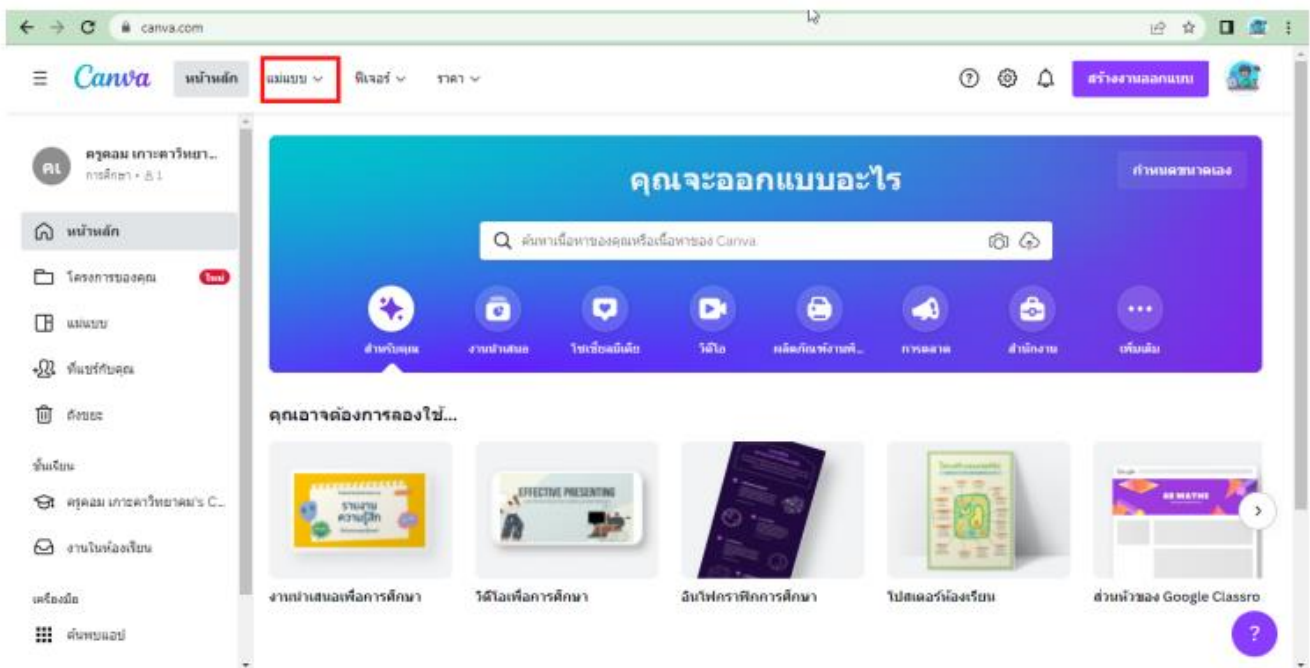 canva.com
Canva
หน้าหลัก
แม่แบบ
ฟีเจอร์
ราคา
สร้างงานออกแบบ
คเ
ครูคอม เกาะคาวิทยา...
การศึกษา • 1
หน้าหลัก
โครงการของคุณ
ใหม่
แม่แบบ
ที่แชร์กับคุณ
ถังขยะ
ชั้นเรียน
ครูคอม เกาะคาวิทยาคม's C...
งานในห้องเรียน
เครื่องมือ
ค้นพบแอป
คุณจะออกแบบอะไร
กำหนดขนาดเอง
ค้นหาเนื้อหาของคุณหรือเนื้อหาของ Canva
สำหรับคุณ
งานนำเสนอ
โซเชียลมีเดีย
วิดีโอ
ผลิตภัณฑ์งานพิ...
การตลาด
สำนักงาน
เพิ่มเติม
คุณอาจต้องการลองใช้...
รายงาน
ความรู้สึก
EFFECTIVE PRESENTING
งานนำเสนอเพื่อการศึกษา
วิดีโอเพื่อการศึกษา
อินโฟกราฟิกการศึกษา
โปสเตอร์ห้องเรียน
ส่วนหัวของ Google Classro
?